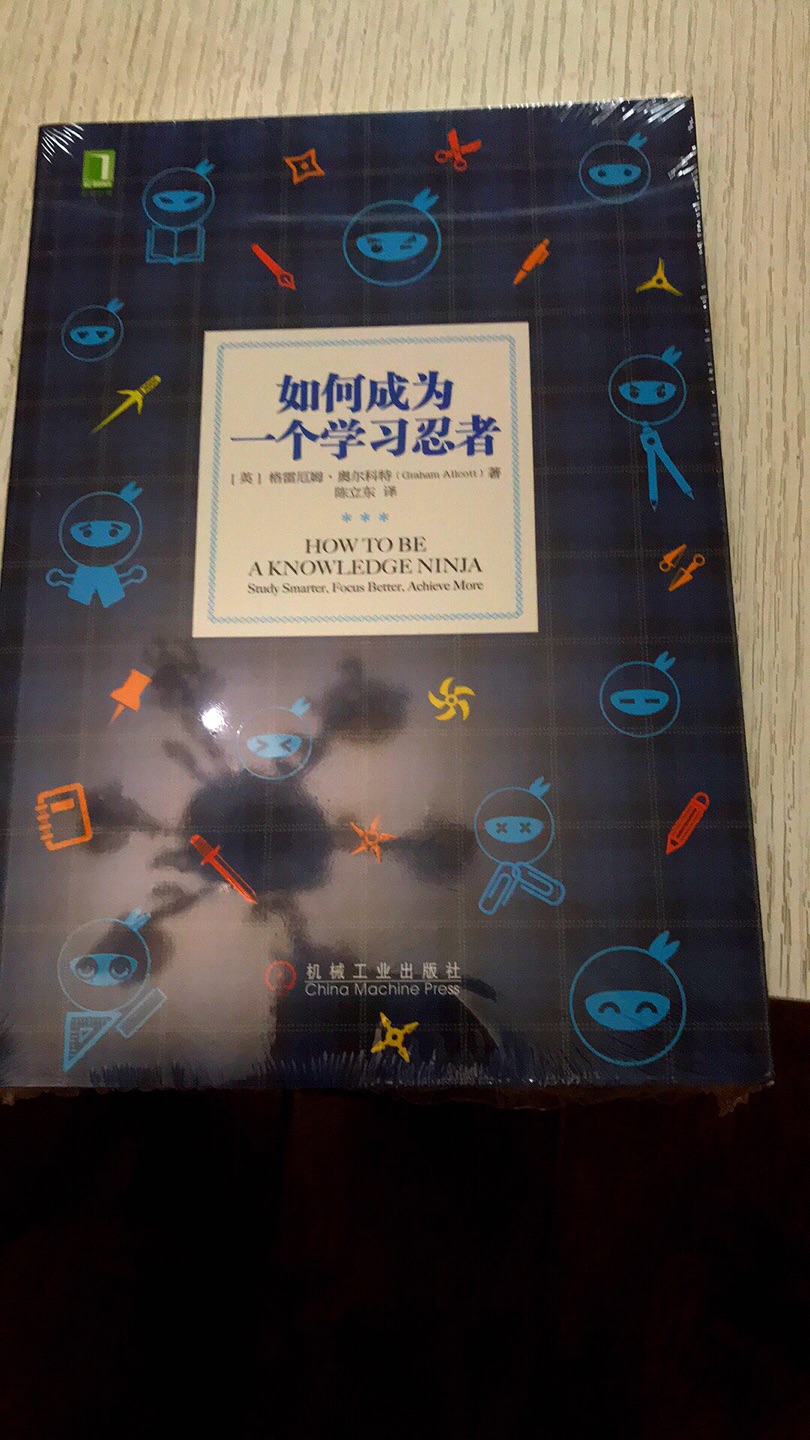 如何成为
一个学习忍者
[英] 格雷厄姆·奥尔科特（Graham Allcott）著
陈立东 译
***
HOW TO BE
A KNOWLEDGE NINJA
Study Smarter, Focus Better, Achieve More
机械工业出版社
China Machine Press